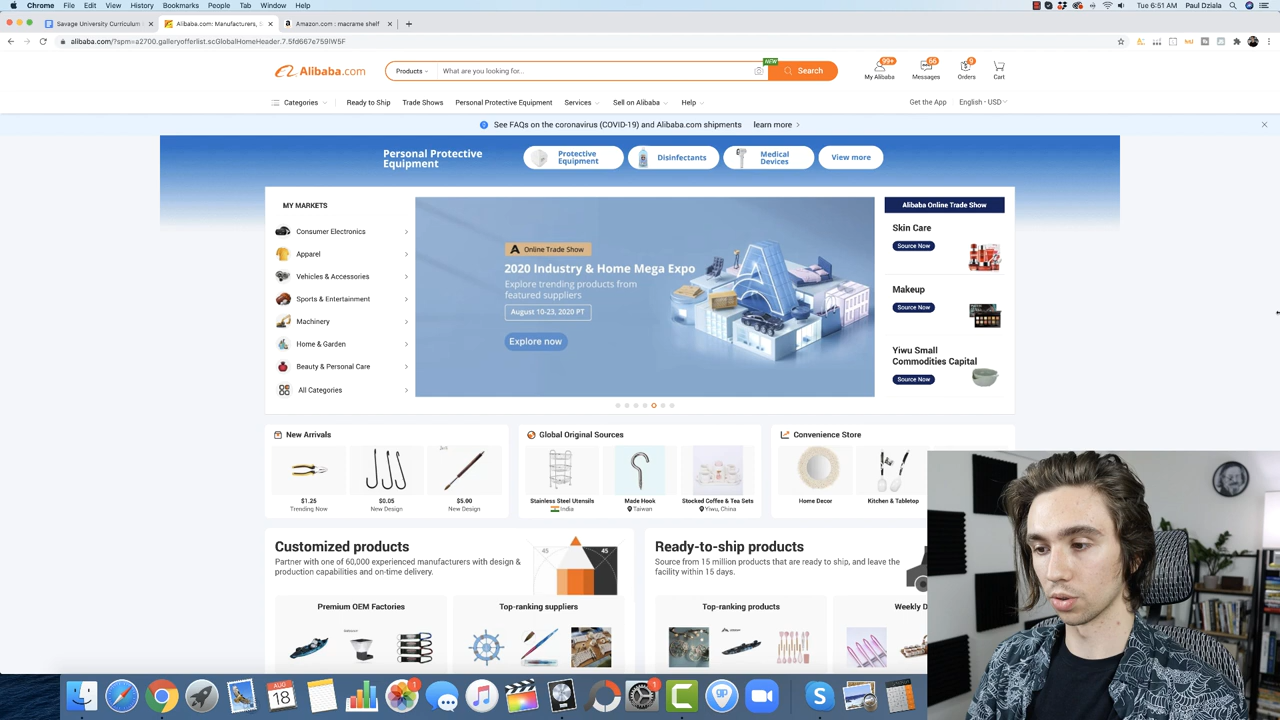 Chrome File Edit View History Bookmarks People Tab Window Help
Tue 6:51 AM Paul Dziala
Savage University Curriculum
Alibaba.com: Manufacturers, S
Amazon.com : macrame shelf
alibaba.com/?spm=a2700.galleryofferlist.scGlobalHomeHeader.7.5fd667e759IW5F
Alibaba.com
Products
What are you looking for...
NEW
Search
99+
66
9
My Alibaba
Messages
Orders
Cart
Categories
Ready to Ship
Trade Shows
Personal Protective Equipment
Services
Sell on Alibaba
Help
Get the App
English - USD
See FAQs on the coronavirus (COVID-19) and Alibaba.com shipments learn more
Personal Protective
Equipment
Protective
Equipment
Disinfectants
Medical
Devices
View more
MY MARKETS
Consumer Electronics
Apparel
Vehicles & Accessories
Sports & Entertainment
Machinery
Home & Garden
Beauty & Personal Care
All Categories
Online Trade Show
2020 Industry & Home Mega Expo
Explore trending products from
featured suppliers
August 10-23, 2020 PT
Explore now
Alibaba Online Trade Show
Skin Care
Source Now
Makeup
Source Now
Yiwu Small
Commodities Capital
Source Now
New Arrivals
$1.25
Trending Now
$0.05
New Design
$5.00
New Design
Global Original Sources
Stainless Steel Utensils
India
Made Hook
Taiwan
Stocked Coffee & Tea Sets
Yiwu, China
Convenience Store
Home Decor
Kitchen & Tabletop
Customized products
Partner with one of 60,000 experienced manufacturers with design &
production capabilities and on-time delivery.
45
45
Premium OEM Factories
Top-ranking suppliers
Ready-to-ship products
Source from 15 million products that are ready to ship, and leave the
facility within 15 days.
Top-ranking products
Weekly D
AUG
18
1
1